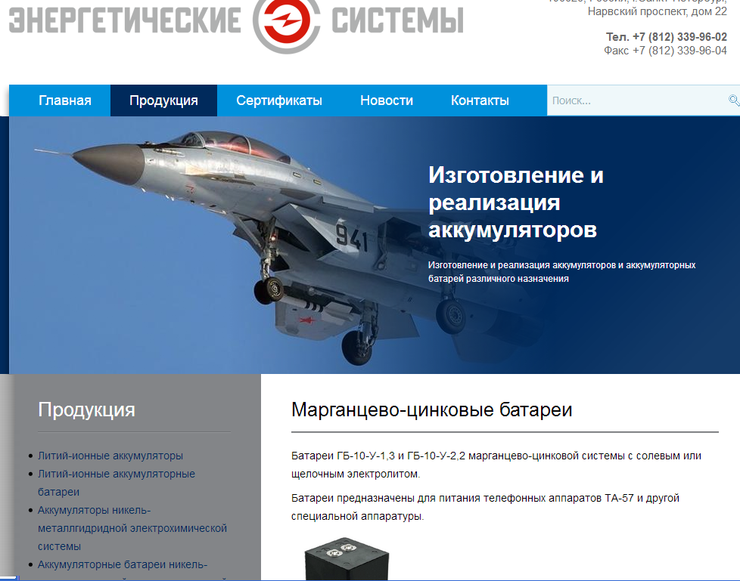 ЭНЕРГЕТИЧЕСКИЕ СИСТЕМЫ
Нарвский проспект, дом 22
Тел. +7 (812) 339-96-02
Факс +7 (812) 339-96-04
Главная Продукция Сертификаты Новости Контакты Поиск...
Изготовление и
реализация
аккумуляторов
941
Изготовление и реализация аккумуляторов и аккумуляторных
батарей различного назначения
Продукция
Литий-ионные аккумуляторы
Литий-ионные аккумуляторные
батареи
Аккумуляторы никель-
металлгидридной электрохимической
системы
Аккумуляторные батареи никель-
Марганцево-цинковые батареи
Батареи ГБ-10-У-1,3 и ГБ-10-У-2,2 марганцево-цинковой системы с солевым или
щелочным электролитом.
Батареи предназначены для питания телефонных аппаратов ТА-57 и другой
специальной аппаратуры.